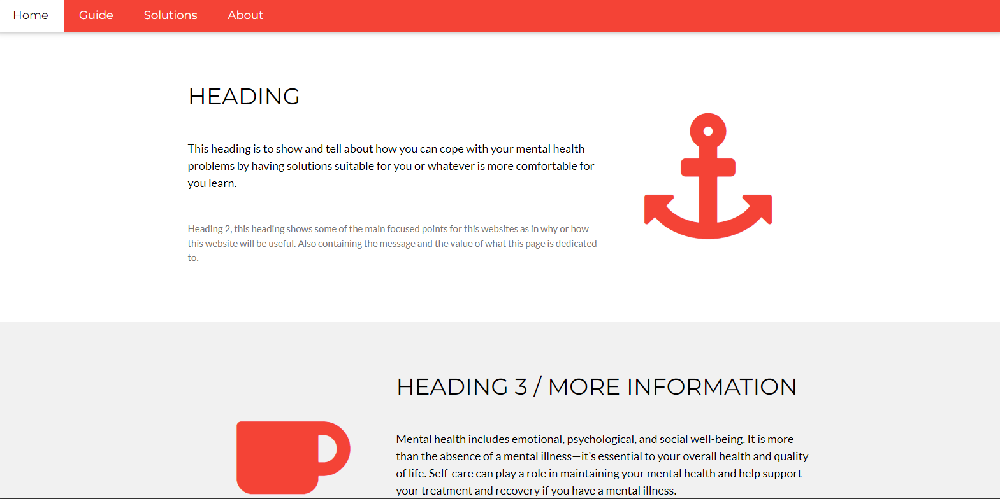 Home Guide Solutions About
HEADING
This heading is to show and tell about how you can cope with your mental health
problems by having solutions suitable for you or whatever is more comfortable for
you learn.
Heading 2, this heading shows some of the main focused points for this websites as in why or how
this website will be useful. Also containing the message and the value of what this page is dedicated
to.
HEADING 3 / MORE INFORMATION
Mental health includes emotional, psychological, and social well-being. It is more
than the absence of a mental illness—it’s essential to your overall health and quality
of life. Self-care can play a role in maintaining your mental health and help support
your treatment and recovery if you have a mental illness.